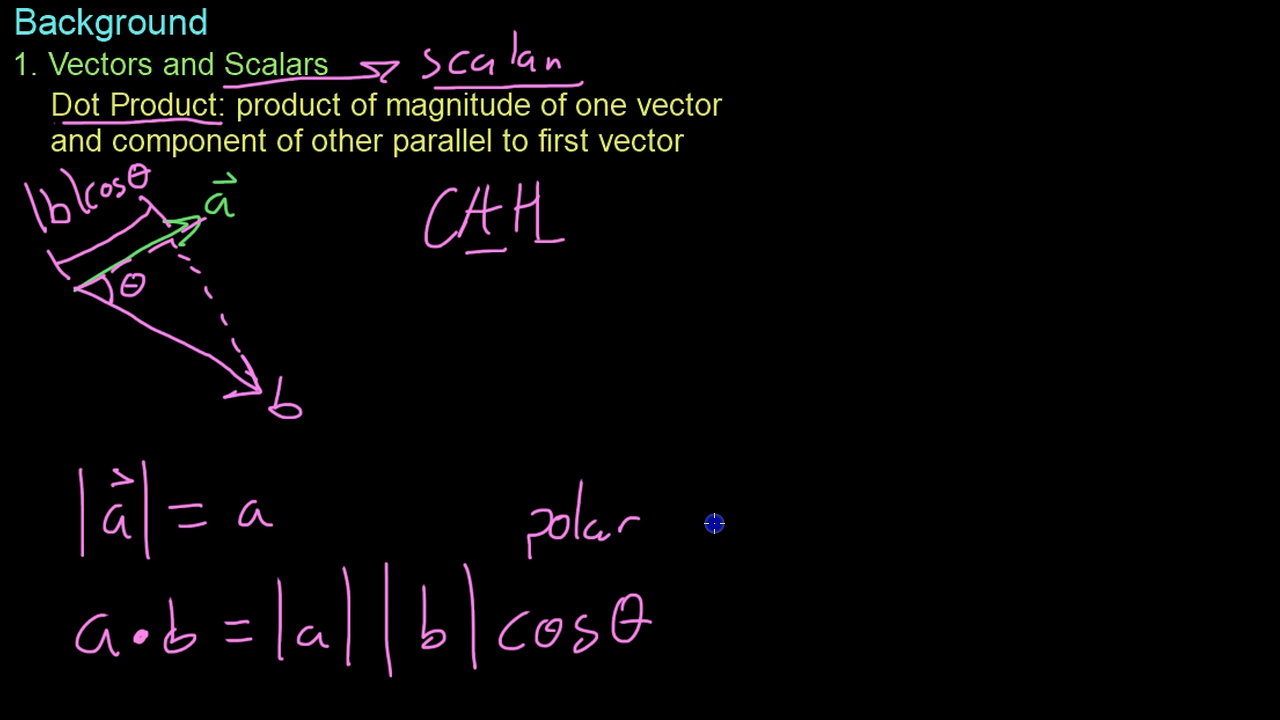 Background
1. Vectors and Scalars → scalar
Dot Product: product of magnitude of one vector
and component of other parallel to first vector
|b|cosθ
a⃗
CAH
θ
b
|a⃗| = a
polar
a·b = |a||b|cosθ